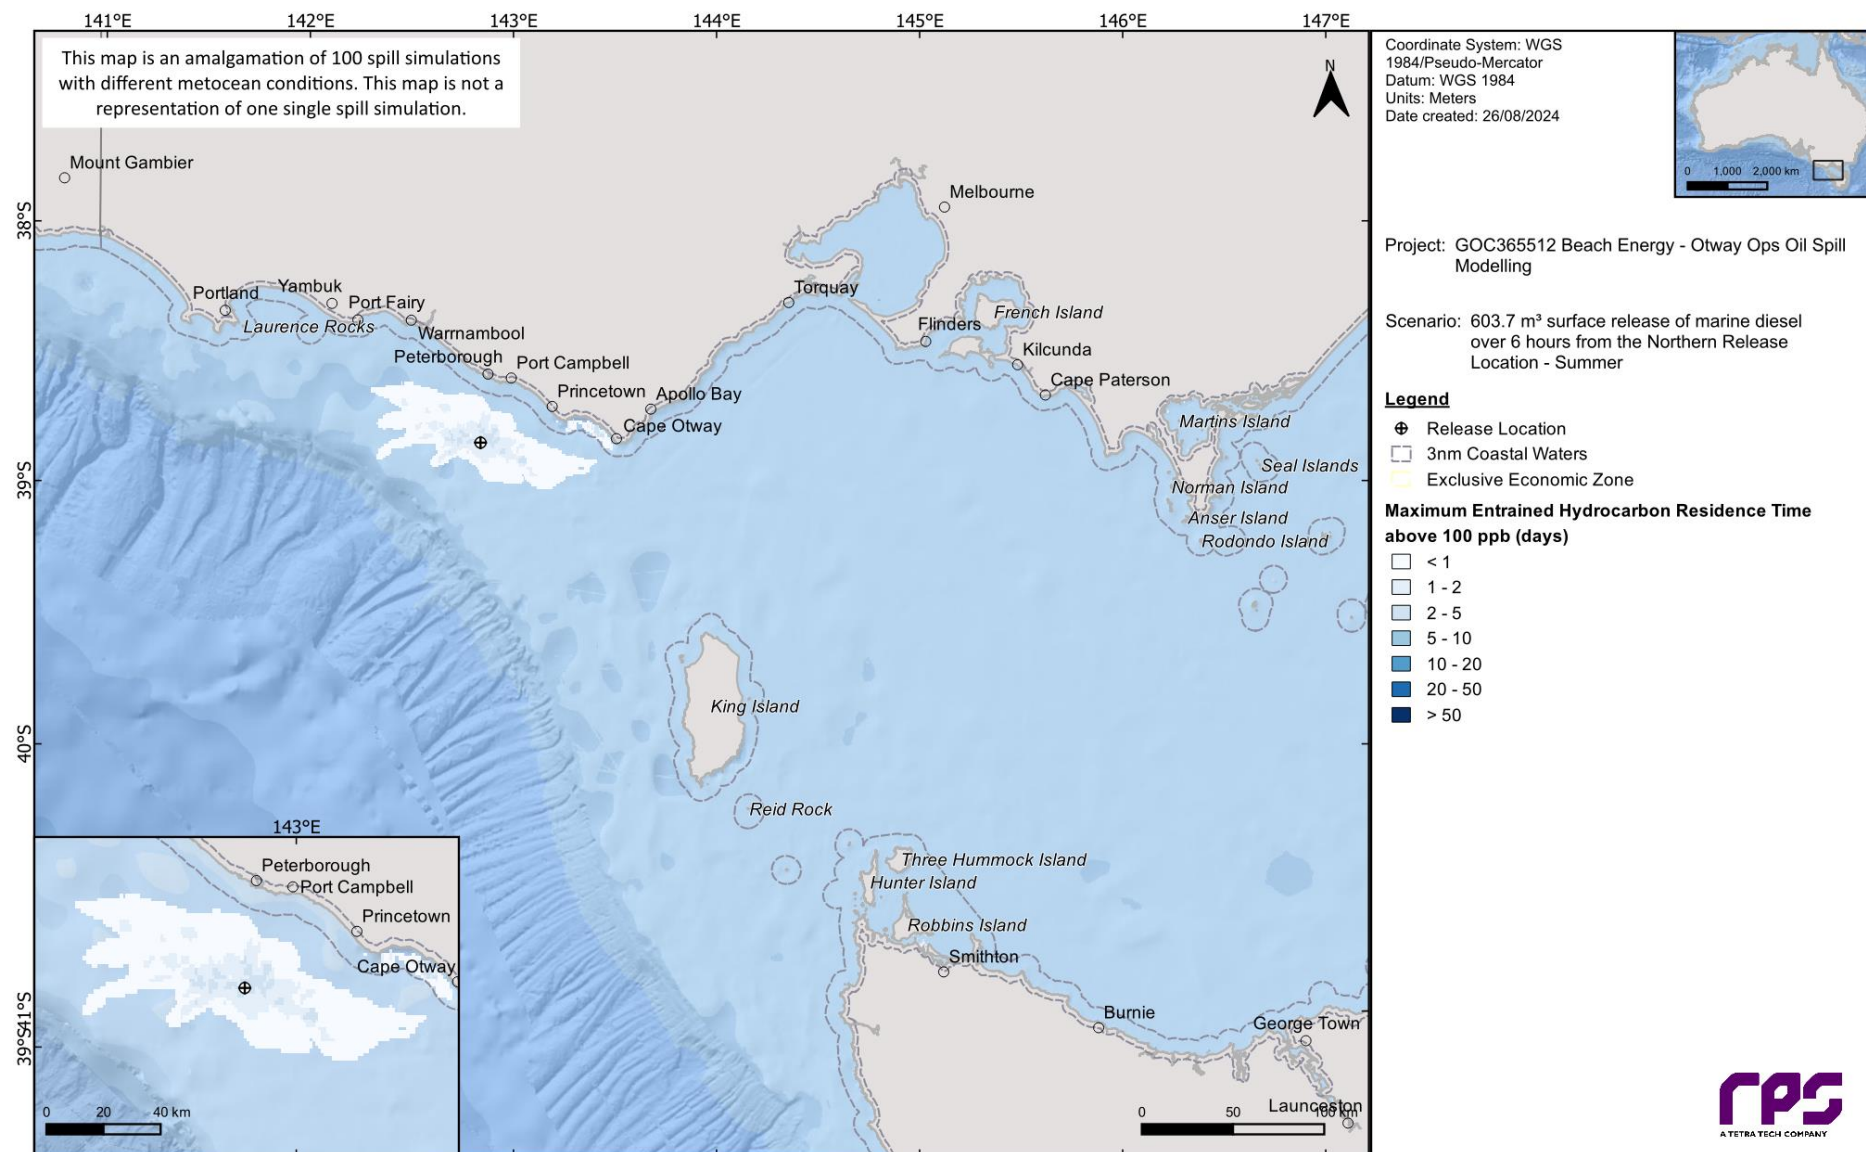 141°E
142°E
143°E
144°E
145°E
146°E
147°E
This map is an amalgamation of 100 spill simulations
with different metocean conditions. This map is not a
representation of one single spill simulation.
N
Mount Gambier
Melbourne
38°S
Portland
Yambuk
Port Fairy
Laurence Rocks
Warrnambool
Torquay
French Island
Flinders
Peterborough
Port Campbell
Kilcunda
Princetown
Apollo Bay
Cape Paterson
Cape Otway
Martins Island
Seal Islands
39°S
Norman Island
Anser Island
Rodondo Island
King Island
40°S
Reid Rock
Three Hummock Island
Hunter Island
Robbins Island
Smithton
41°S
Burnie
George Town
Launceston
0 50 100 km
143°E
Peterborough
Port Campbell
Princetown
Cape Otway
39°S
0 20 40 km
Coordinate System: WGS
1984/Pseudo-Mercator
Datum: WGS 1984
Units: Meters
Date created: 26/08/2024
0 1,000 2,000 km
Project: GOC365512 Beach Energy - Otway Ops Oil Spill
Modelling
Scenario: 603.7 m³ surface release of marine diesel
over 6 hours from the Northern Release
Location - Summer
Legend
Release Location
3nm Coastal Waters
Exclusive Economic Zone
Maximum Entrained Hydrocarbon Residence Time
above 100 ppb (days)
< 1
1 - 2
2 - 5
5 - 10
10 - 20
20 - 50
> 50
rps
A TETRA TECH COMPANY